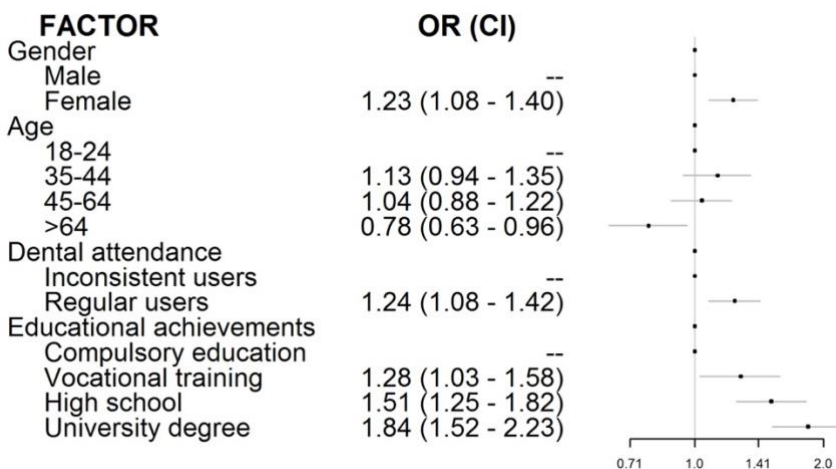 FACTOR OR (CI)
Gender
Male --
Female 1.23 (1.08 - 1.40)
Age
18-24 --
35-44 1.13 (0.94 - 1.35)
45-64 1.04 (0.88 - 1.22)
>64 0.78 (0.63 - 0.96)
Dental attendance
Inconsistent users --
Regular users 1.24 (1.08 - 1.42)
Educational achievements
Compulsory education --
Vocational training 1.28 (1.03 - 1.58)
High school 1.51 (1.25 - 1.82)
University degree 1.84 (1.52 - 2.23)
0.71 1.0 1.41 2.0